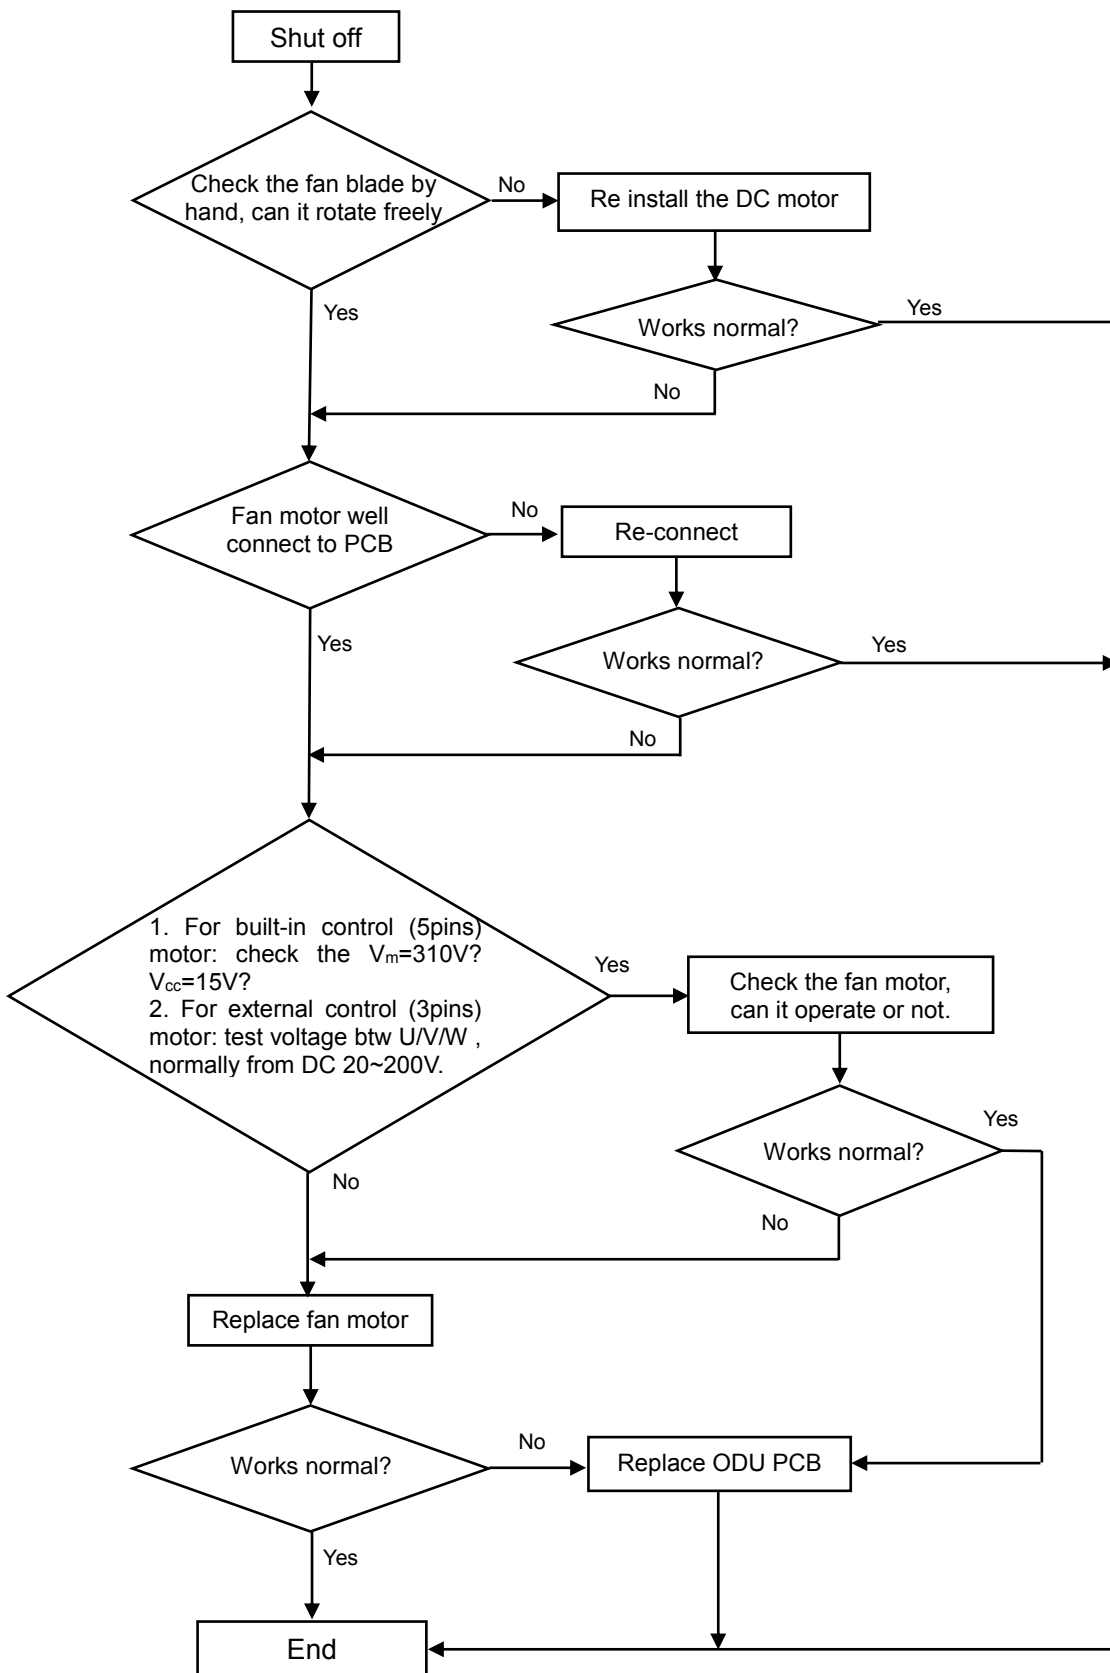 Shut off
Check the fan blade by
hand, can it rotate freely
No
Re install the DC motor
Yes
Works normal?
Yes
No
Fan motor well
connect to PCB
No
Re-connect
Yes
Works normal?
Yes
No
1. For built-in control (5pins)
motor: check the Vm=310V?
Vcc=15V?
2. For external control (3pins)
motor: test voltage btw U/V/W ,
normally from DC 20~200V.
Yes
Check the fan motor,
can it operate or not.
No
Works normal?
Yes
No
Replace fan motor
Works normal?
No
Replace ODU PCB
Yes
End